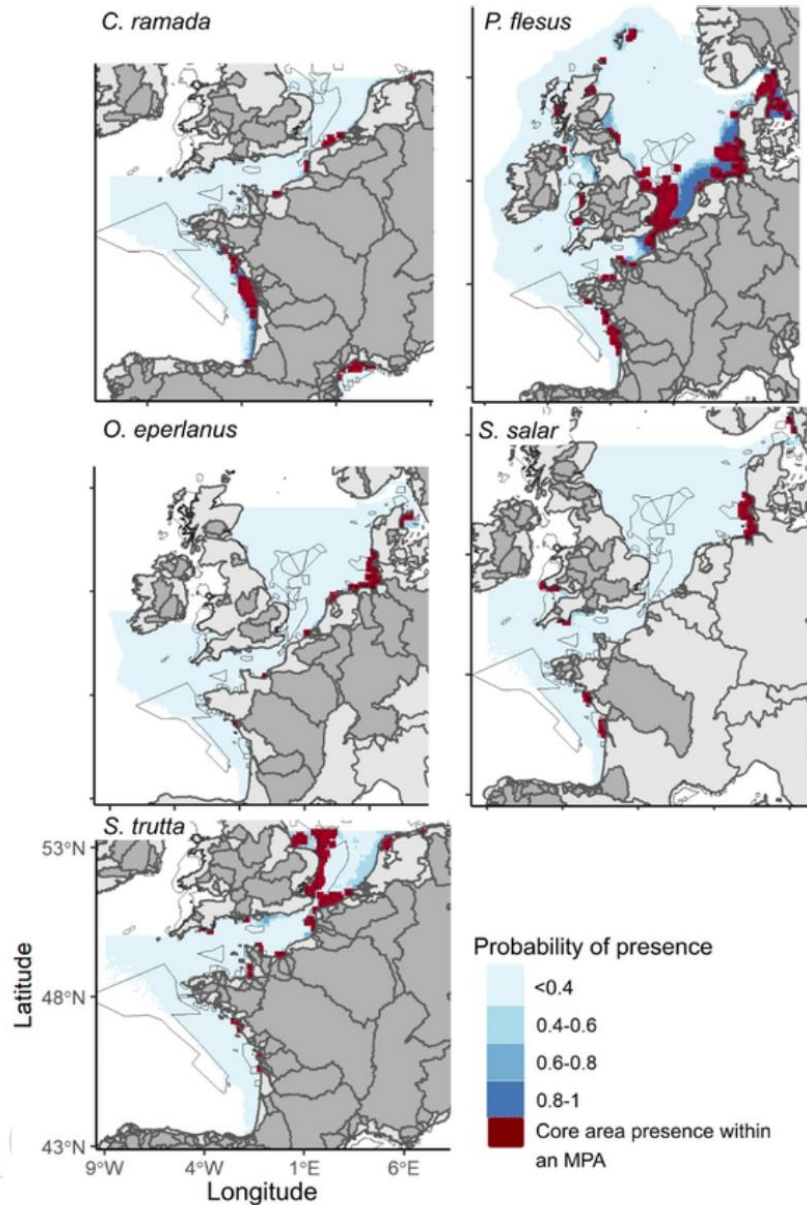 C. ramada
P. flesus
O. eperlanus
S. salar
S. trutta
53°N
48°N
43°N
Latitude
9°W 4°W 1°E 6°E
Longitude
Probability of presence
<0.4
0.4-0.6
0.6-0.8
0.8-1
Core area presence within
an MPA